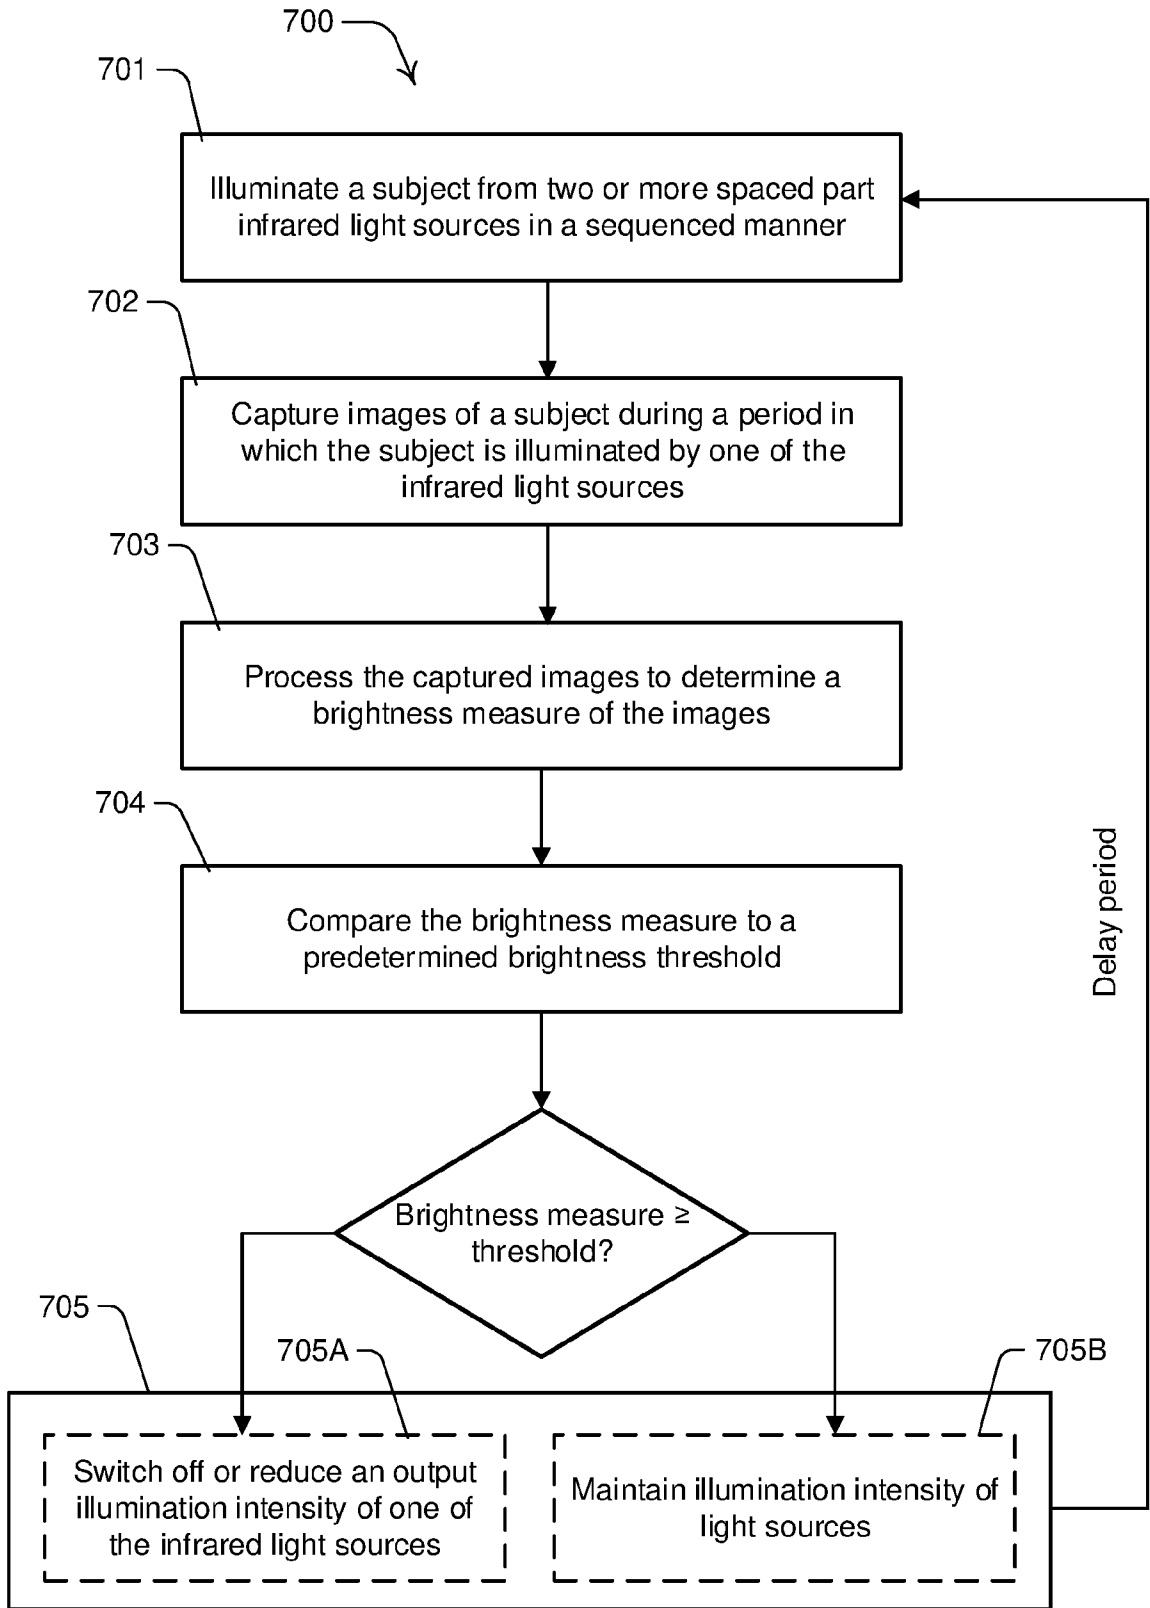 700
701
Illuminate a subject from two or more spaced part
infrared light sources in a sequenced manner
702
Capture images of a subject during a period in
which the subject is illuminated by one of the
infrared light sources
703
Process the captured images to determine a
brightness measure of the images
704
Compare the brightness measure to a
predetermined brightness threshold
Delay period
Brightness measure ≥
threshold?
705
705A
705B
Switch off or reduce an output
illumination intensity of one of
the infrared light sources
Maintain illumination intensity of
light sources